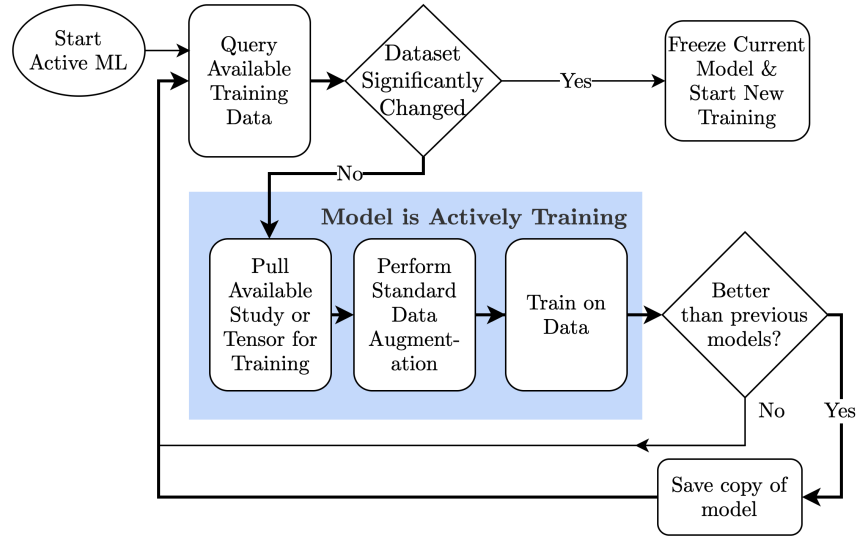 Start
Active ML
Query
Available
Training
Data
Dataset
Significantly
Changed
Yes
Freeze Current
Model &
Start New
Training
No
Model is Actively Training
Pull
Available
Study or
Tensor for
Training
Perform
Standard
Data
Augment-
ation
Train on
Data
Better
than previous
models?
No
Yes
Save copy of
model